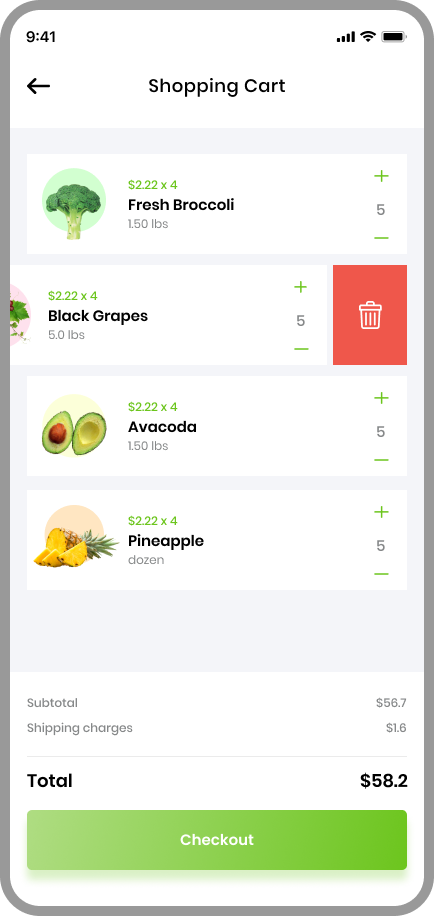 9:41
Shopping Cart
$2.22 x 4
Fresh Broccoli
1.50 lbs
5
$2.22 x 4
Black Grapes
5.0 lbs
5
$2.22 x 4
Avacoda
1.50 lbs
5
$2.22 x 4
Pineapple
dozen
5
Subtotal $56.7
Shipping charges $1.6
Total $58.2
Checkout